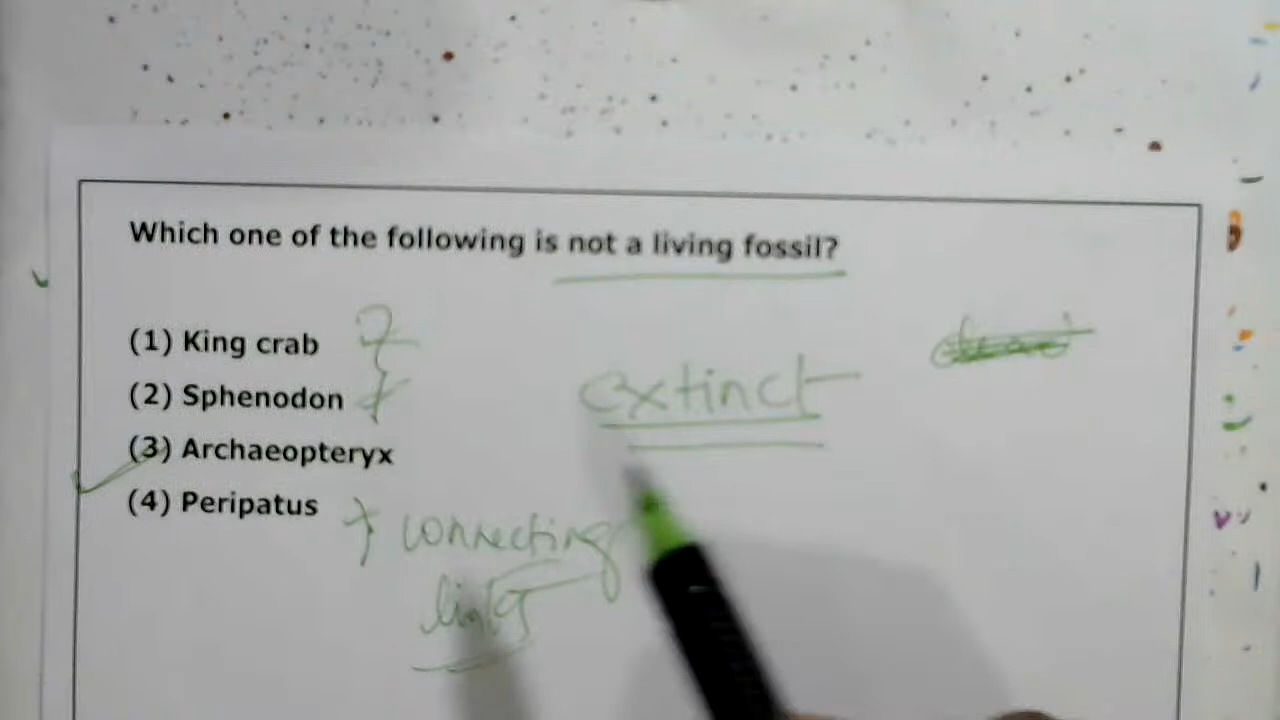 Which one of the following is not a living fossil?
(1) King crab
(2) Sphenodon
extinct
(3) Archaeopteryx
(4) Peripatus
connecting
link